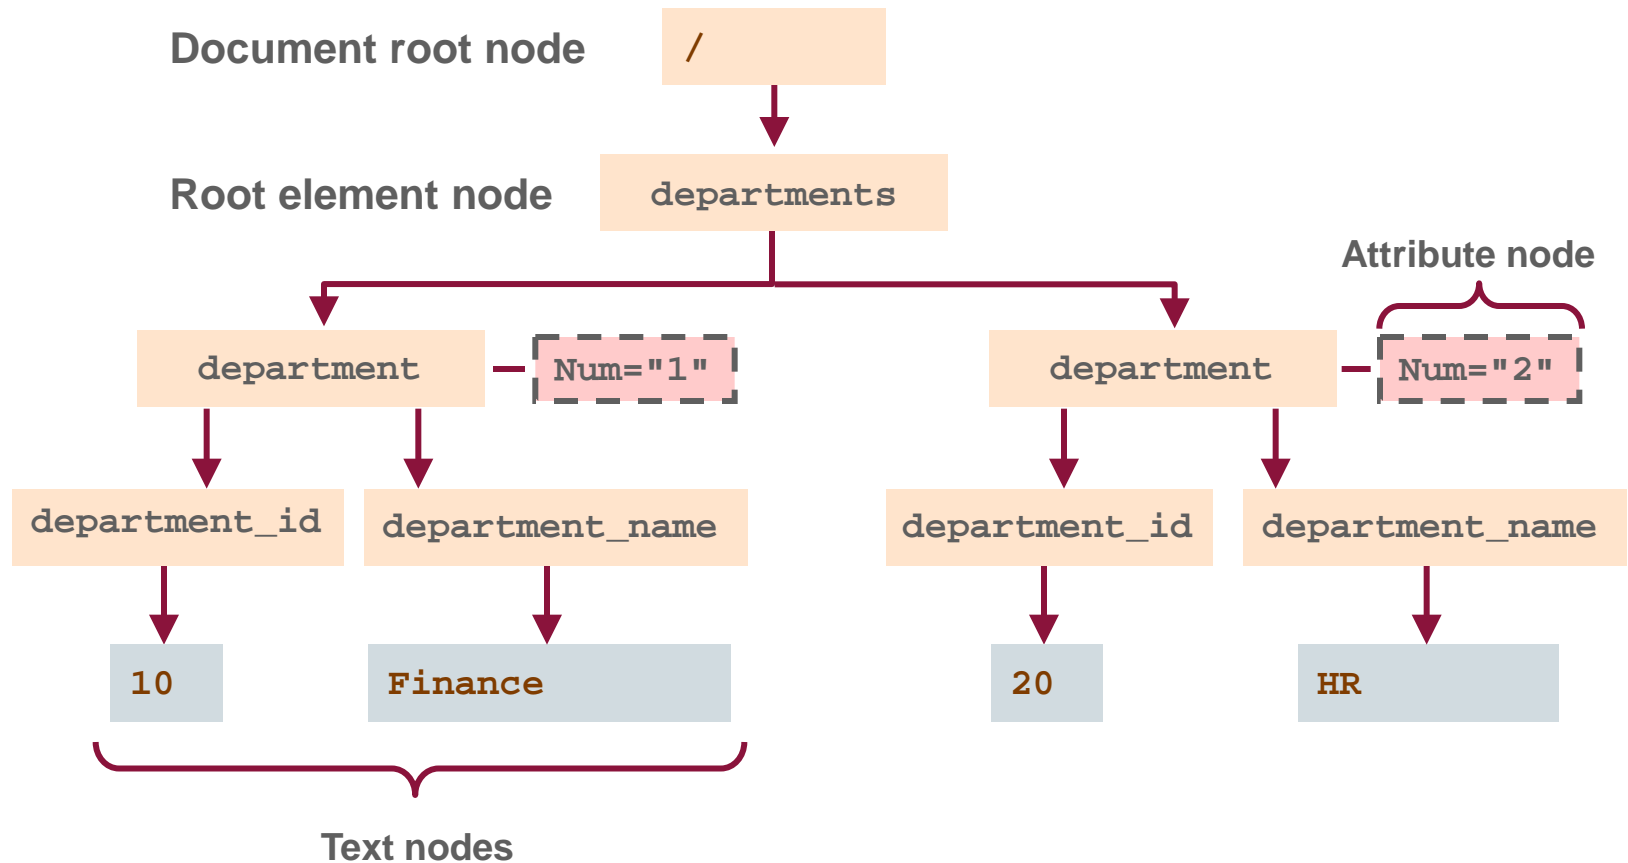 Document root node
/
Root element node
departments
Attribute node
department
Num="1"
department
Num="2"
department_id
department_name
department_id
department_name
10
Finance
20
HR
Text nodes